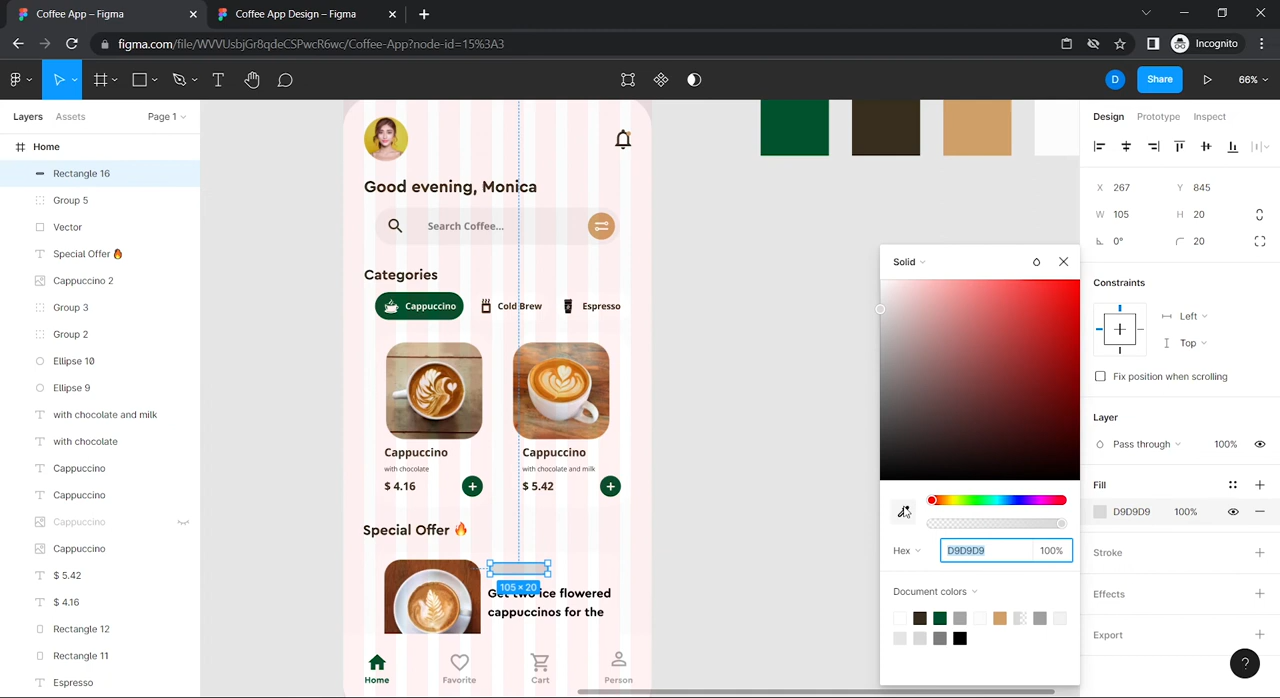 Coffee App – Figma
Coffee App Design – Figma
figma.com/file/WVVUsbjGr8qdeCSPwcR6wc/Coffee-App?node-id=15%3A3
Incognito
D
Share
66%
Layers
Assets
Page 1
Home
Rectangle 16
Group 5
Vector
Special Offer 🔥
Cappuccino 2
Group 3
Group 2
Ellipse 10
Ellipse 9
with chocolate and milk
with chocolate
Cappuccino
Cappuccino
Cappuccino
Cappuccino
$ 5.42
$ 4.16
Rectangle 12
Rectangle 11
Espresso
Good evening, Monica
Search Coffee...
Categories
Cappuccino
Cold Brew
Espresso
Cappuccino
with chocolate
$ 4.16
Cappuccino
with chocolate and milk
$ 5.42
Special Offer 🔥
105 × 20
Get two ice flowered
cappuccinos for the
Home
Favorite
Cart
Person
Solid
Hex
D9D9D9
100%
Document colors
Design
Prototype
Inspect
X 267
Y 845
W 105
H 20
0°
20
Constraints
Left
Top
Fix position when scrolling
Layer
Pass through
100%
Fill
D9D9D9
100%
Stroke
Effects
Export
?